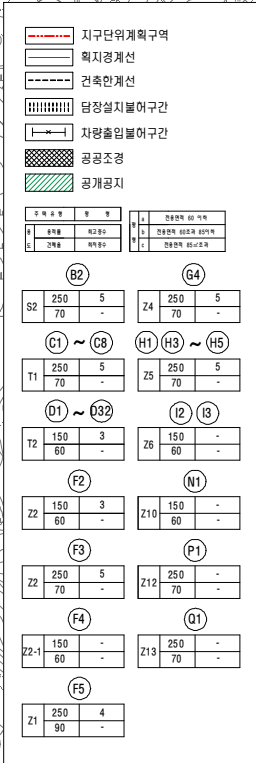 지구단위계획구역
획지경계선
건축한계선
담장설치불허구간
차량출입불허구간
공공조경
공개공지
주 택 유 형 평 형
용 도 용적률 최고층수
건폐율 최저층수
평 형 a 전용면적 60 이하
b 전용면적 60초과 85이하
c 전용면적 85㎡초과
B2 G4
S2 250 5 Z4 250 5
70 - 70 -
C1 ~ C8 H1 H3 ~ H5
T1 250 5 Z5 250 5
70 - 70 -
D1 ~ D32 I2 I3
T2 150 3 Z6 150 -
60 - 60 -
F2 N1
Z2 150 3 Z10 150 -
60 - 60 -
F3 P1
Z2 250 5 Z12 250 -
70 - 70 -
F4 Q1
Z2-1 150 - Z13 250 -
60 - 70 -
F5
Z1 250 4
90 -